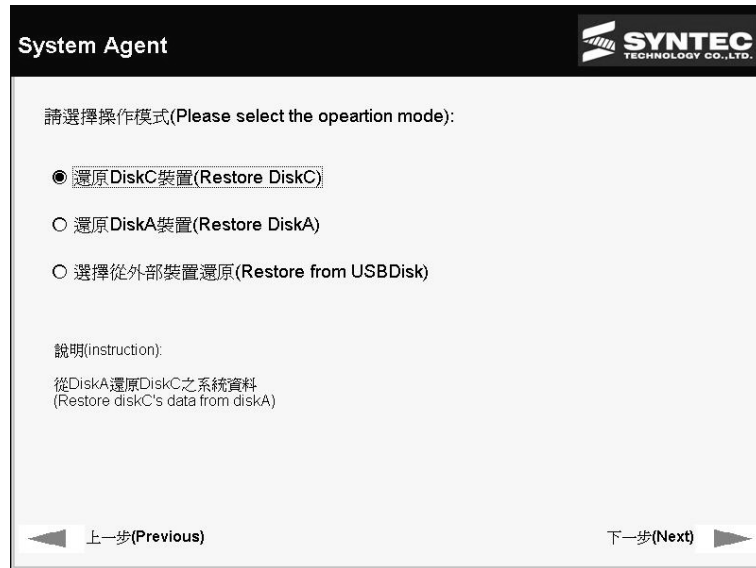 System Agent
SYNTEC
TECHNOLOGY CO.,LTD.
請選擇操作模式(Please select the opeartion mode):
還原DiskC裝置(Restore DiskC)
還原DiskA裝置(Restore DiskA)
選擇從外部裝置還原(Restore from USBDisk)
說明(instruction):
從DiskA還原DiskC之系統資料
(Restore diskC's data from diskA)
上一步(Previous)
下一步(Next)